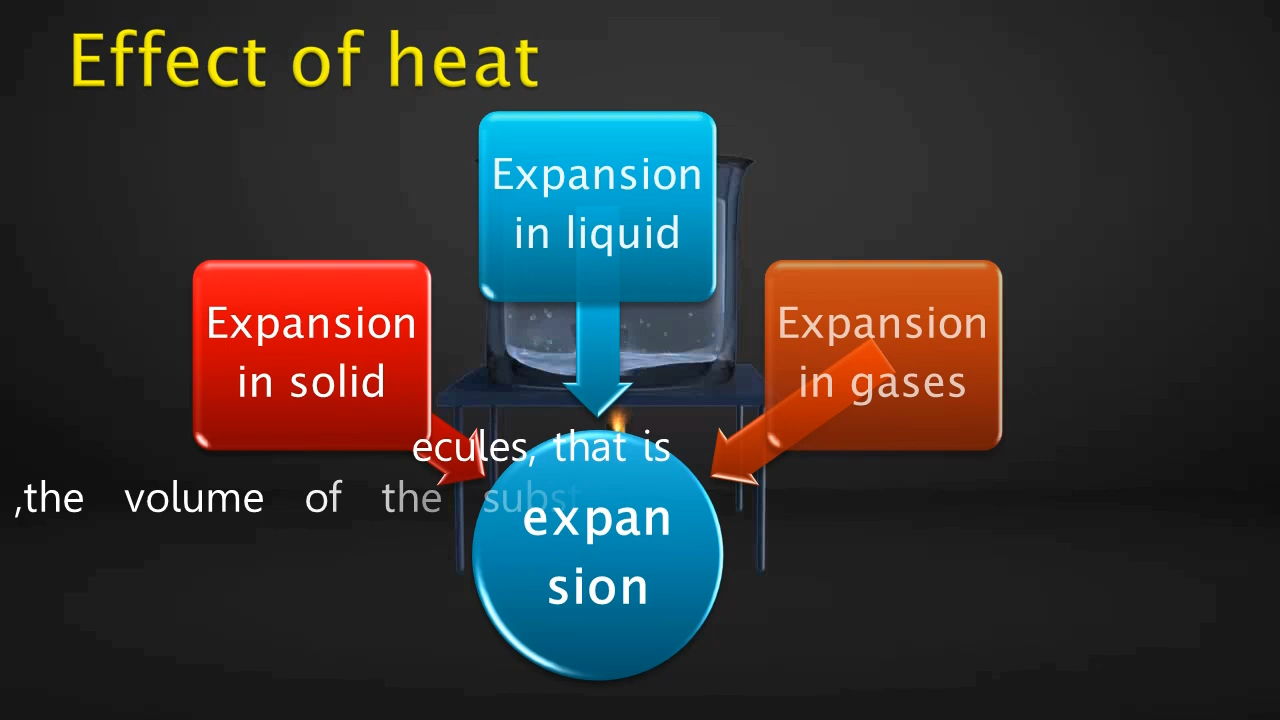 Effect of heat
Expansion
in liquid
Expansion
in solid
Expansion
in gases
ecules, that is
,the volume of the subst
expan
sion